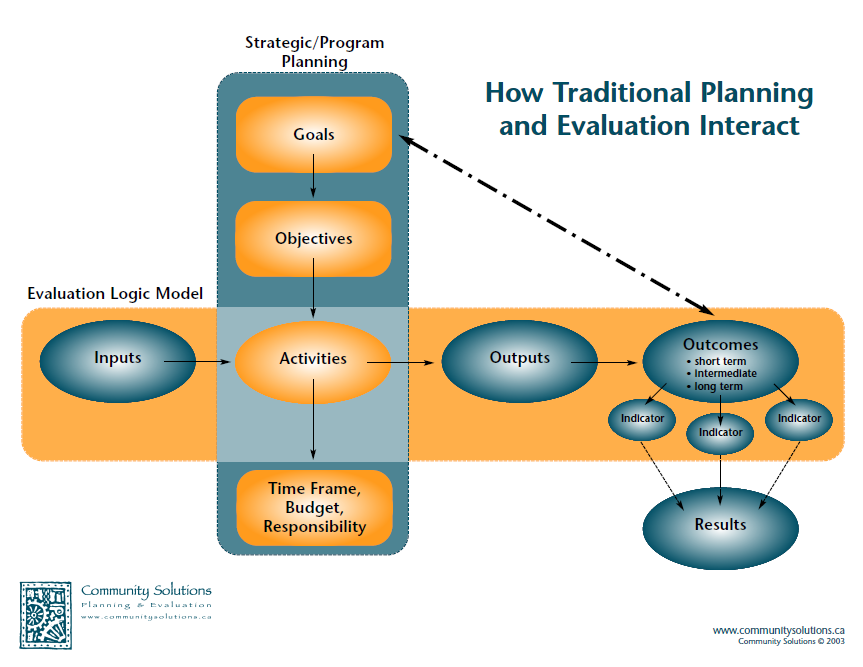 Strategic/Program
Planning
How Traditional Planning
and Evaluation Interact
Goals
Objectives
Evaluation Logic Model
Inputs
Activities
Outputs
Outcomes
• short term
• intermediate
• long term
Indicator
Indicator
Indicator
Time Frame,
Budget,
Responsibility
Results
Community Solutions
Planning & Evaluation
www.communitysolutions.ca
www.communitysolutions.ca
Community Solutions © 2003